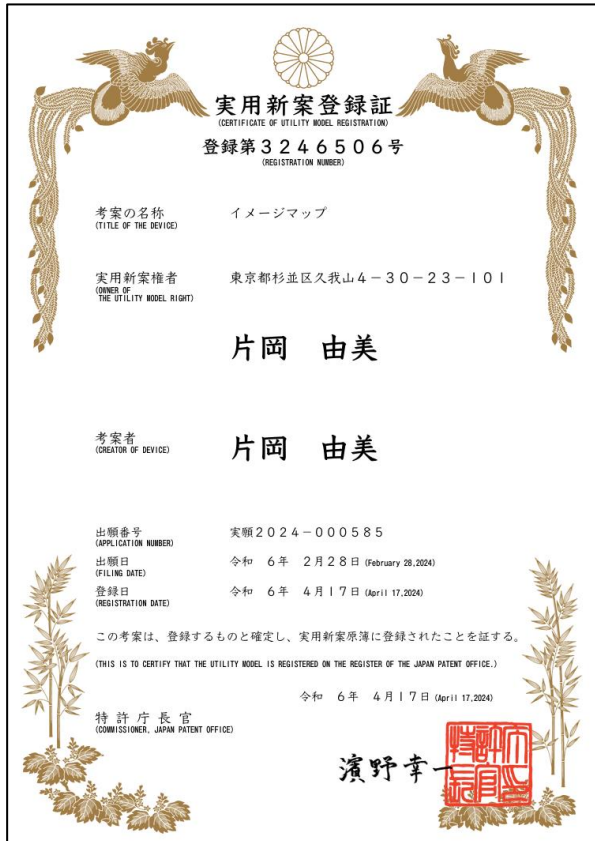 実用新案登録証
(CERTIFICATE OF UTILITY MODEL REGISTRATION)
登録第3246506号
(REGISTRATION NUMBER)
考案の名称 イメージマップ
(TITLE OF THE DEVICE)
実用新案権者 東京都杉並区久我山4-30-23-101
(OWNER OF
THE UTILITY MODEL RIGHT)
片岡 由美
考案者 片岡 由美
(CREATOR OF DEVICE)
出願番号 実願2024-000585
(APPLICATION NUMBER)
出願日 令和 6年 2月28日(February 28,2024)
(FILING DATE)
登録日 令和 6年 4月17日(April 17,2024)
(REGISTRATION DATE)
この考案は、登録するものと確定し、実用新案原簿に登録されたことを証する。
(THIS IS TO CERTIFY THAT THE UTILITY MODEL IS REGISTERED ON THE REGISTER OF THE JAPAN PATENT OFFICE.)
令和 6年 4月17日(April 17,2024)
特許庁長官
(COMMISSIONER, JAPAN PATENT OFFICE)
濱野幸一